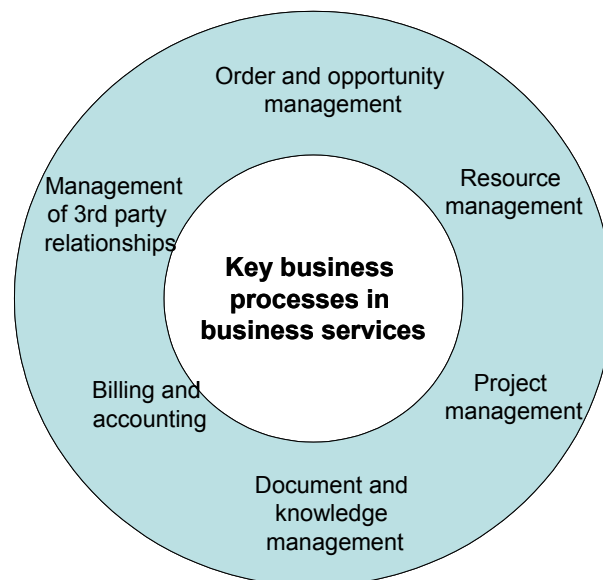 Order and opportunity
management
Resource
management
Project
management
Document and
knowledge
management
Billing and
accounting
Management
of 3rd party
relationships
Key business
processes in
business services